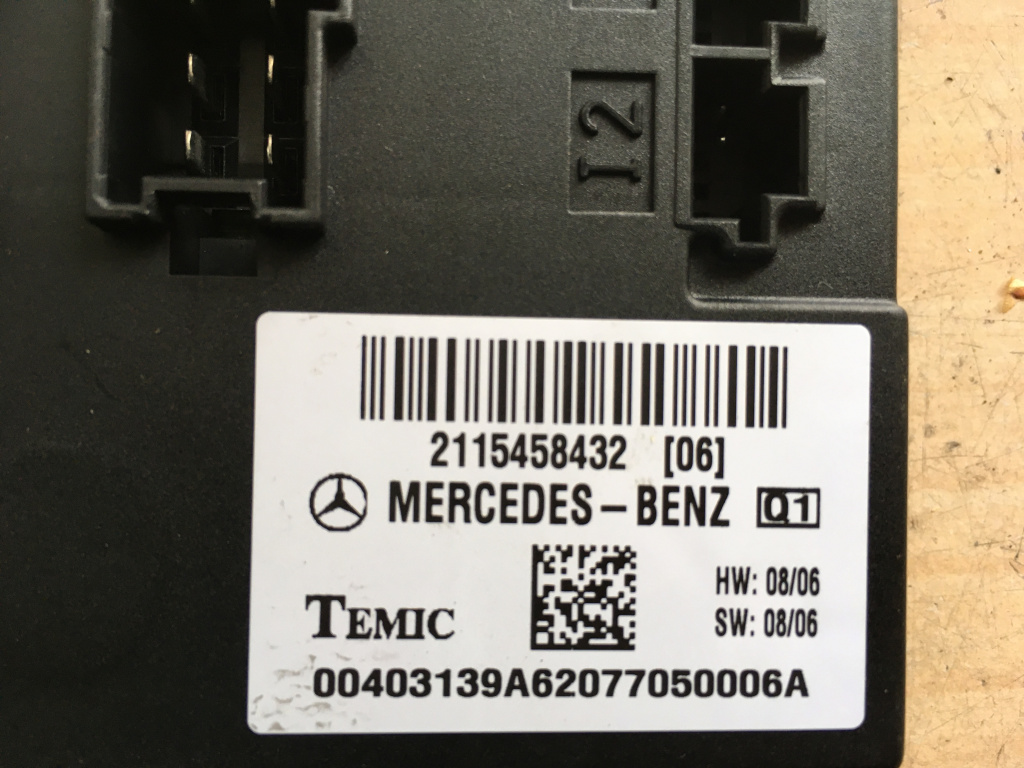 I2
2115458432 [06]
MERCEDES-BENZ Q1
HW: 08/06
TEMIC
SW: 08/06
00403139A62077050006A